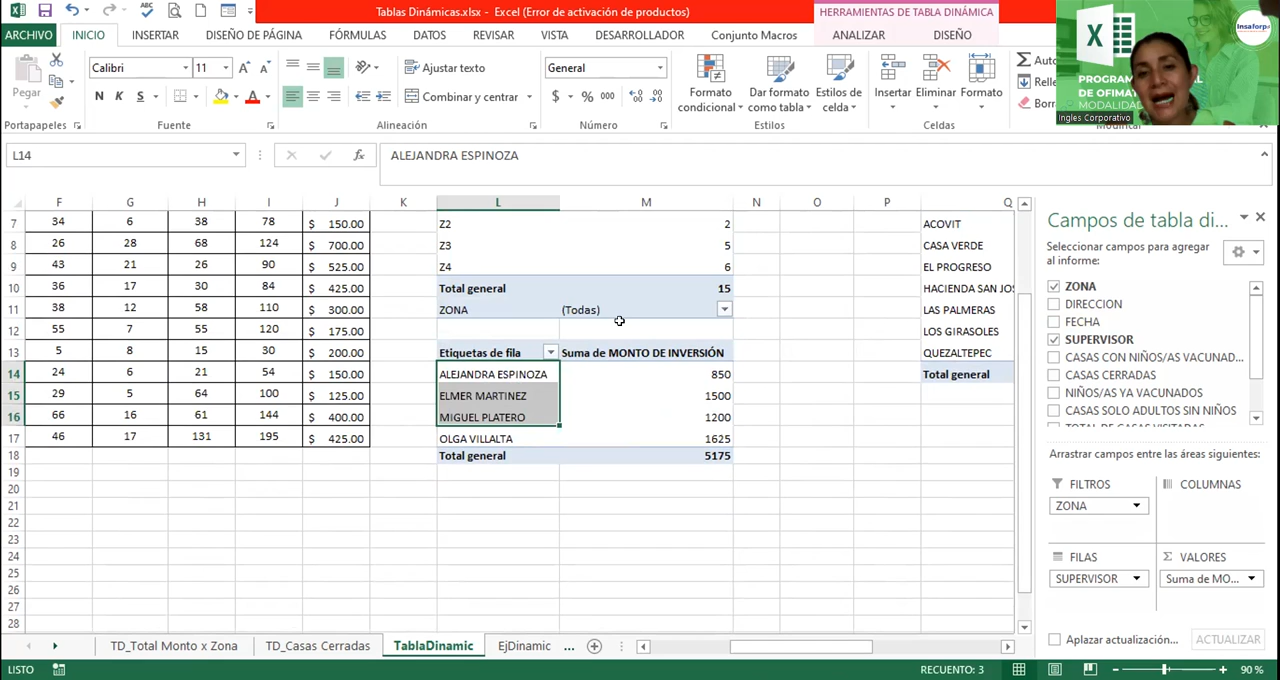 Tablas Dinámicas.xlsx - Excel (Error de activación de productos)
HERRAMIENTAS DE TABLA DINÁMICA
ARCHIVO INICIO INSERTAR DISEÑO DE PÁGINA FÓRMULAS DATOS REVISAR VISTA DESARROLLADOR Conjunto Macros ANALIZAR DISEÑO
Pegar
Calibri 11
N K S
Ajustar texto
Combinar y centrar
General
$ % 000
Formato condicional
Dar formato como tabla
Estilos de celda
Insertar Eliminar Formato
Portapapeles Fuente Alineación Número Estilos Celdas
Insaforp
Ingles Corporativo
L14 fx ALEJANDRA ESPINOZA
F G H I J K L M N O P Q
7 34 6 38 78 $ 150.00 Z2 2 ACOVIT
8 26 28 68 124 $ 700.00 Z3 5 CASA VERDE
9 43 21 26 90 $ 525.00 Z4 6 EL PROGRESO
10 36 17 30 84 $ 425.00 Total general 15 HACIENDA SAN JOS
11 38 12 58 110 $ 300.00 ZONA (Todas) LAS PALMERAS
12 55 7 55 120 $ 175.00 LOS GIRASOLES
13 5 8 15 30 $ 200.00 Etiquetas de fila Suma de MONTO DE INVERSIÓN QUEZALTEPEC
14 24 6 21 54 $ 150.00 ALEJANDRA ESPINOZA 850 Total general
15 29 5 64 100 $ 125.00 ELMER MARTINEZ 1500
16 66 16 61 144 $ 400.00 MIGUEL PLATERO 1200
17 46 17 131 195 $ 425.00 OLGA VILLALTA 1625
18 Total general 5175
19
20
21
22
23
24
25
26
27
28
Campos de tabla di...
Seleccionar campos para agregar al informe:
ZONA
DIRECCION
FECHA
SUPERVISOR
CASAS CON NIÑOS/AS VACUNAD...
CASAS CERRADAS
NIÑOS/AS YA VACUNADOS
CASAS SOLO ADULTOS SIN NIÑOS
Arrastrar campos entre las áreas siguientes:
FILTROS COLUMNAS
ZONA
FILAS Σ VALORES
SUPERVISOR Suma de MO...
Aplazar actualización... ACTUALIZAR
TD_Total Monto x Zona TD_Casas Cerradas TablaDinamic EjDinamic ...
LISTO RECUENTO: 3 90 %